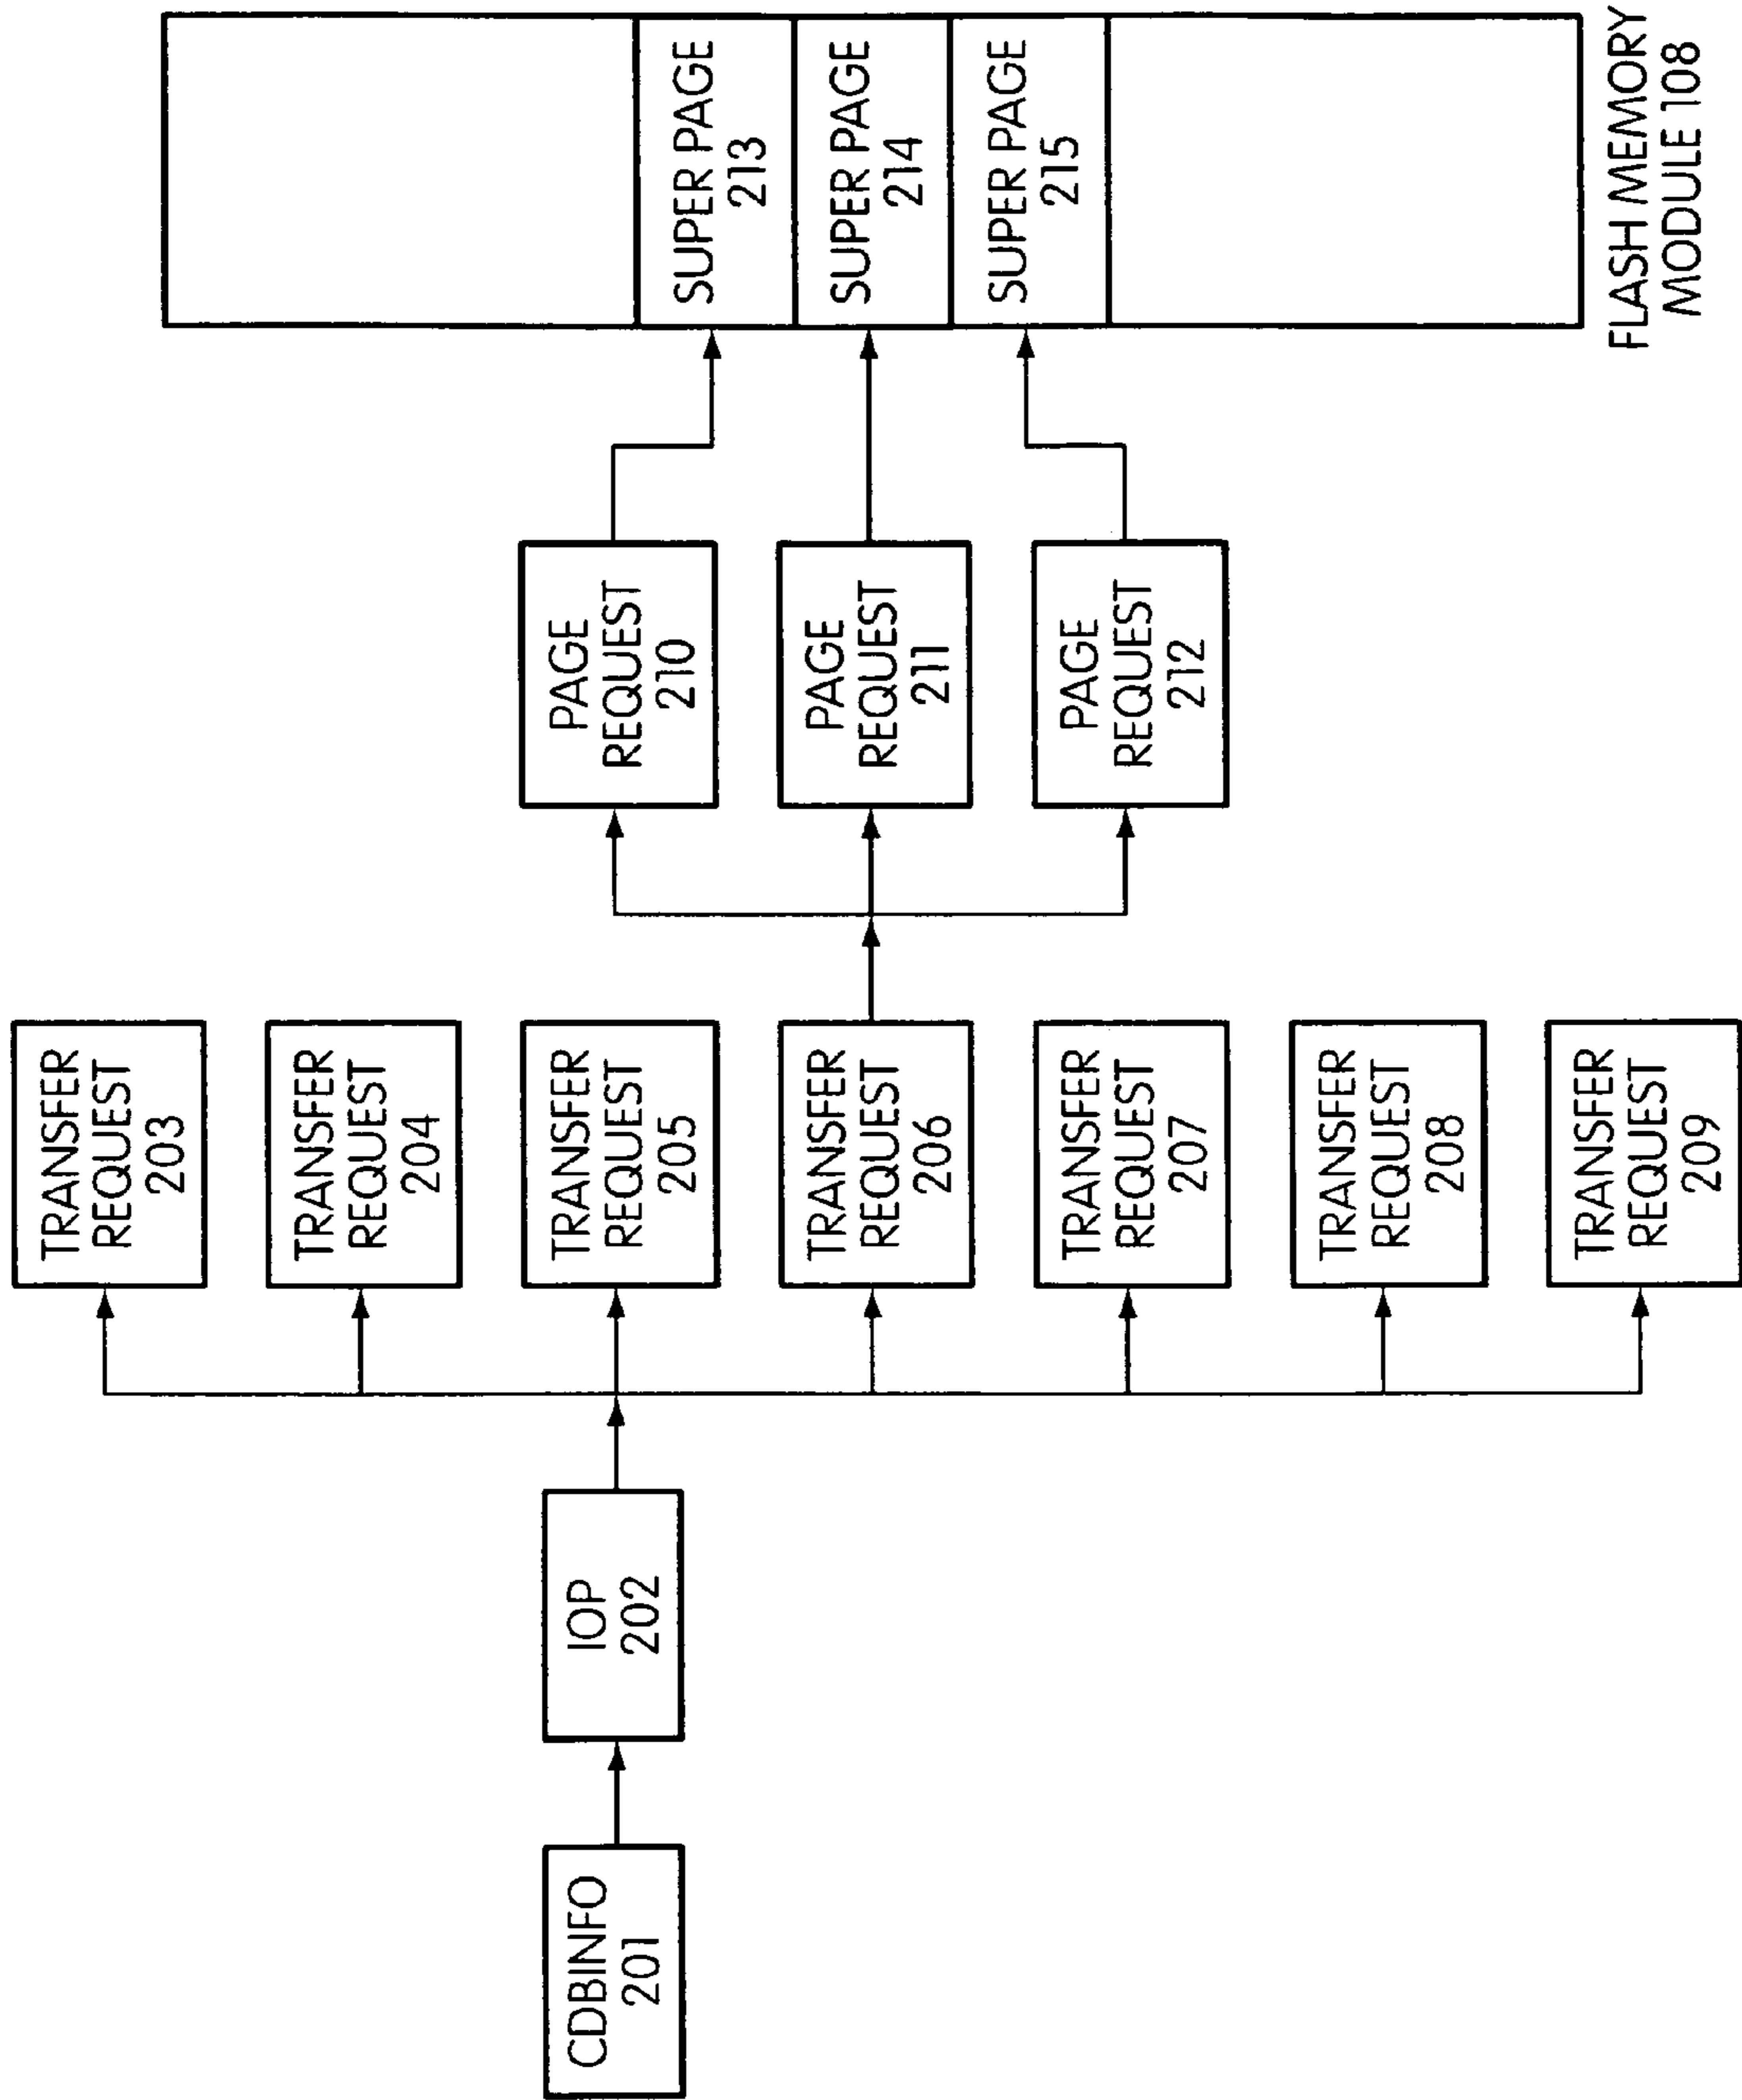 CDBINFO
201
IOP
202
TRANSFER
REQUEST
203
TRANSFER
REQUEST
204
TRANSFER
REQUEST
205
TRANSFER
REQUEST
206
TRANSFER
REQUEST
207
TRANSFER
REQUEST
208
TRANSFER
REQUEST
209
PAGE
REQUEST
210
PAGE
REQUEST
211
PAGE
REQUEST
212
SUPER PAGE
213
SUPER PAGE
214
SUPER PAGE
215
FLASH MEMORY
MODULE 108